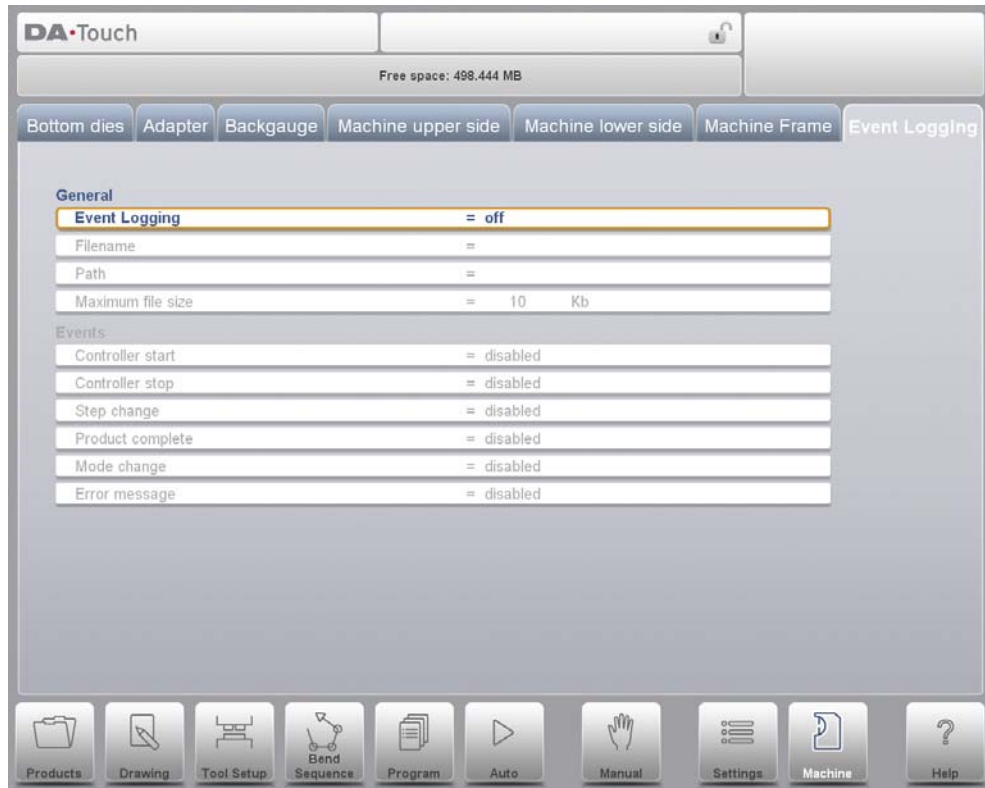 DA•Touch
Free space: 498.444 MB
Bottom dies Adapter Backgauge Machine upper side Machine lower side Machine Frame Event Logging
General
Event Logging = off
Filename =
Path =
Maximum file size = 10 Kb
Events
Controller start = disabled
Controller stop = disabled
Step change = disabled
Product complete = disabled
Mode change = disabled
Error message = disabled
Products Drawing Tool Setup Bend Sequence Program Auto Manual Settings Machine Help